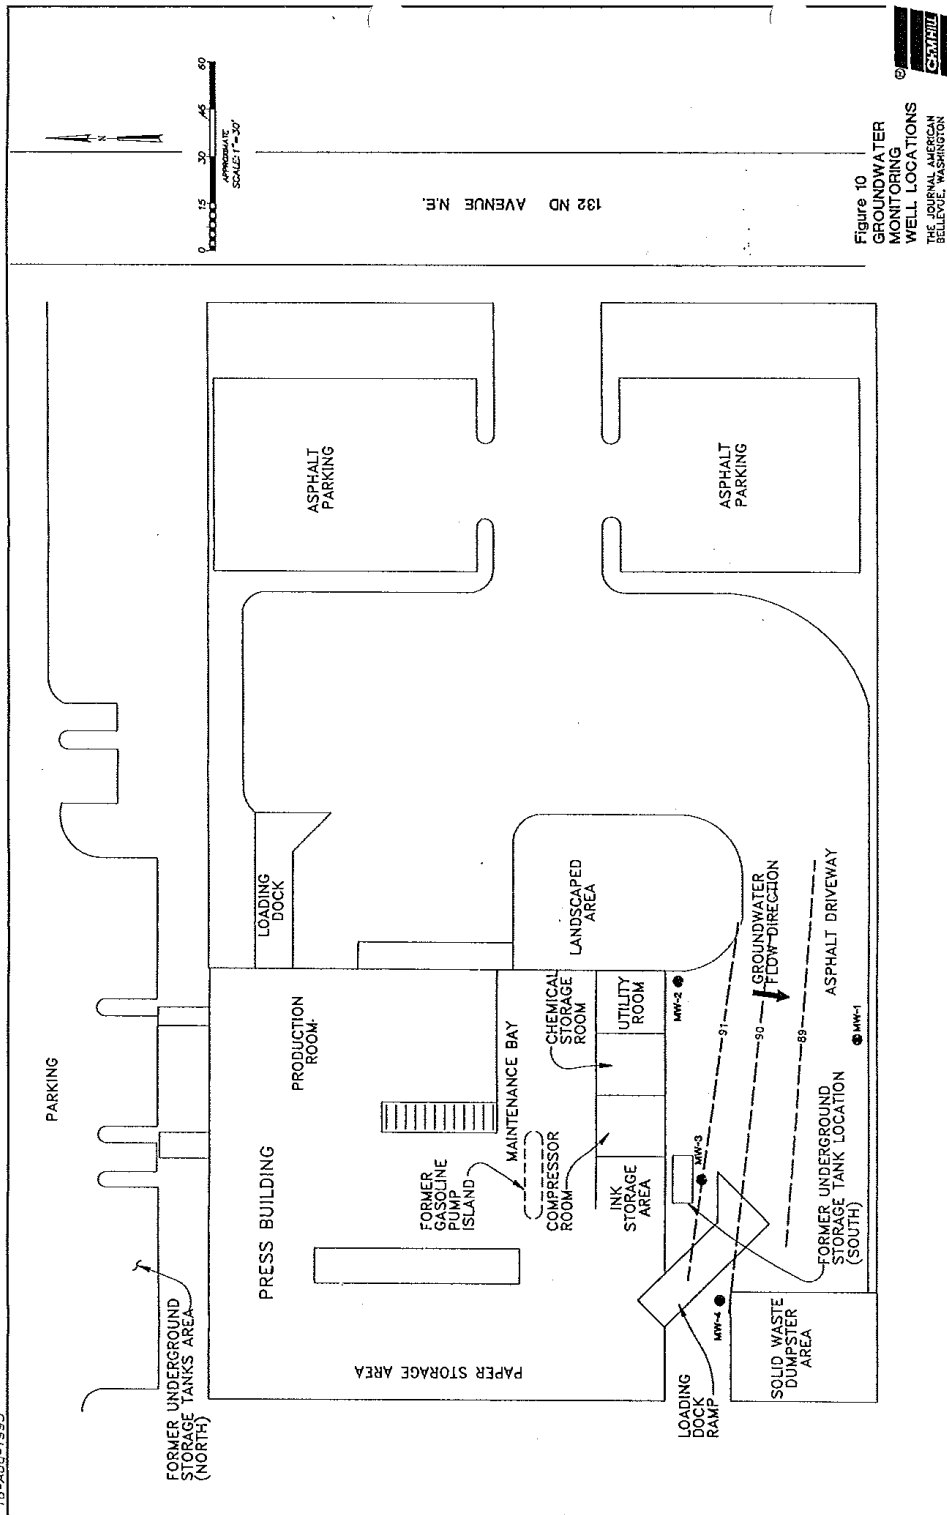 PARKING
FORMER UNDERGROUND
STORAGE TANKS AREA
(NORTH)
PRESS BUILDING
PRODUCTION
ROOM
LOADING
DOCK
PAPER STORAGE AREA
FORMER
GASOLINE
PUMP
ISLAND
MAINTENANCE BAY
COMPRESSOR
ROOM
CHEMICAL
STORAGE
ROOM
INK
STORAGE
AREA
UTILITY
ROOM
LANDSCAPED
AREA
ASPHALT
PARKING
ASPHALT
PARKING
LOADING
DOCK
RAMP
MW-4
MW-3
MW-2
MW-1
91
90
89
SOLID WASTE
DUMPSTER
AREA
FORMER UNDERGROUND
STORAGE TANK LOCATION
(SOUTH)
GROUNDWATER
FLOW DIRECTION
ASPHALT DRIVEWAY
132 ND AVENUE N.E.
N
0 15 30 45 60
APPROXIMATE
SCALE: 1"=30'
Figure 10
GROUNDWATER
MONITORING
WELL LOCATIONS
THE JOURNAL AMERICAN
BELLEVUE, WASHINGTON
®
CH2M HILL